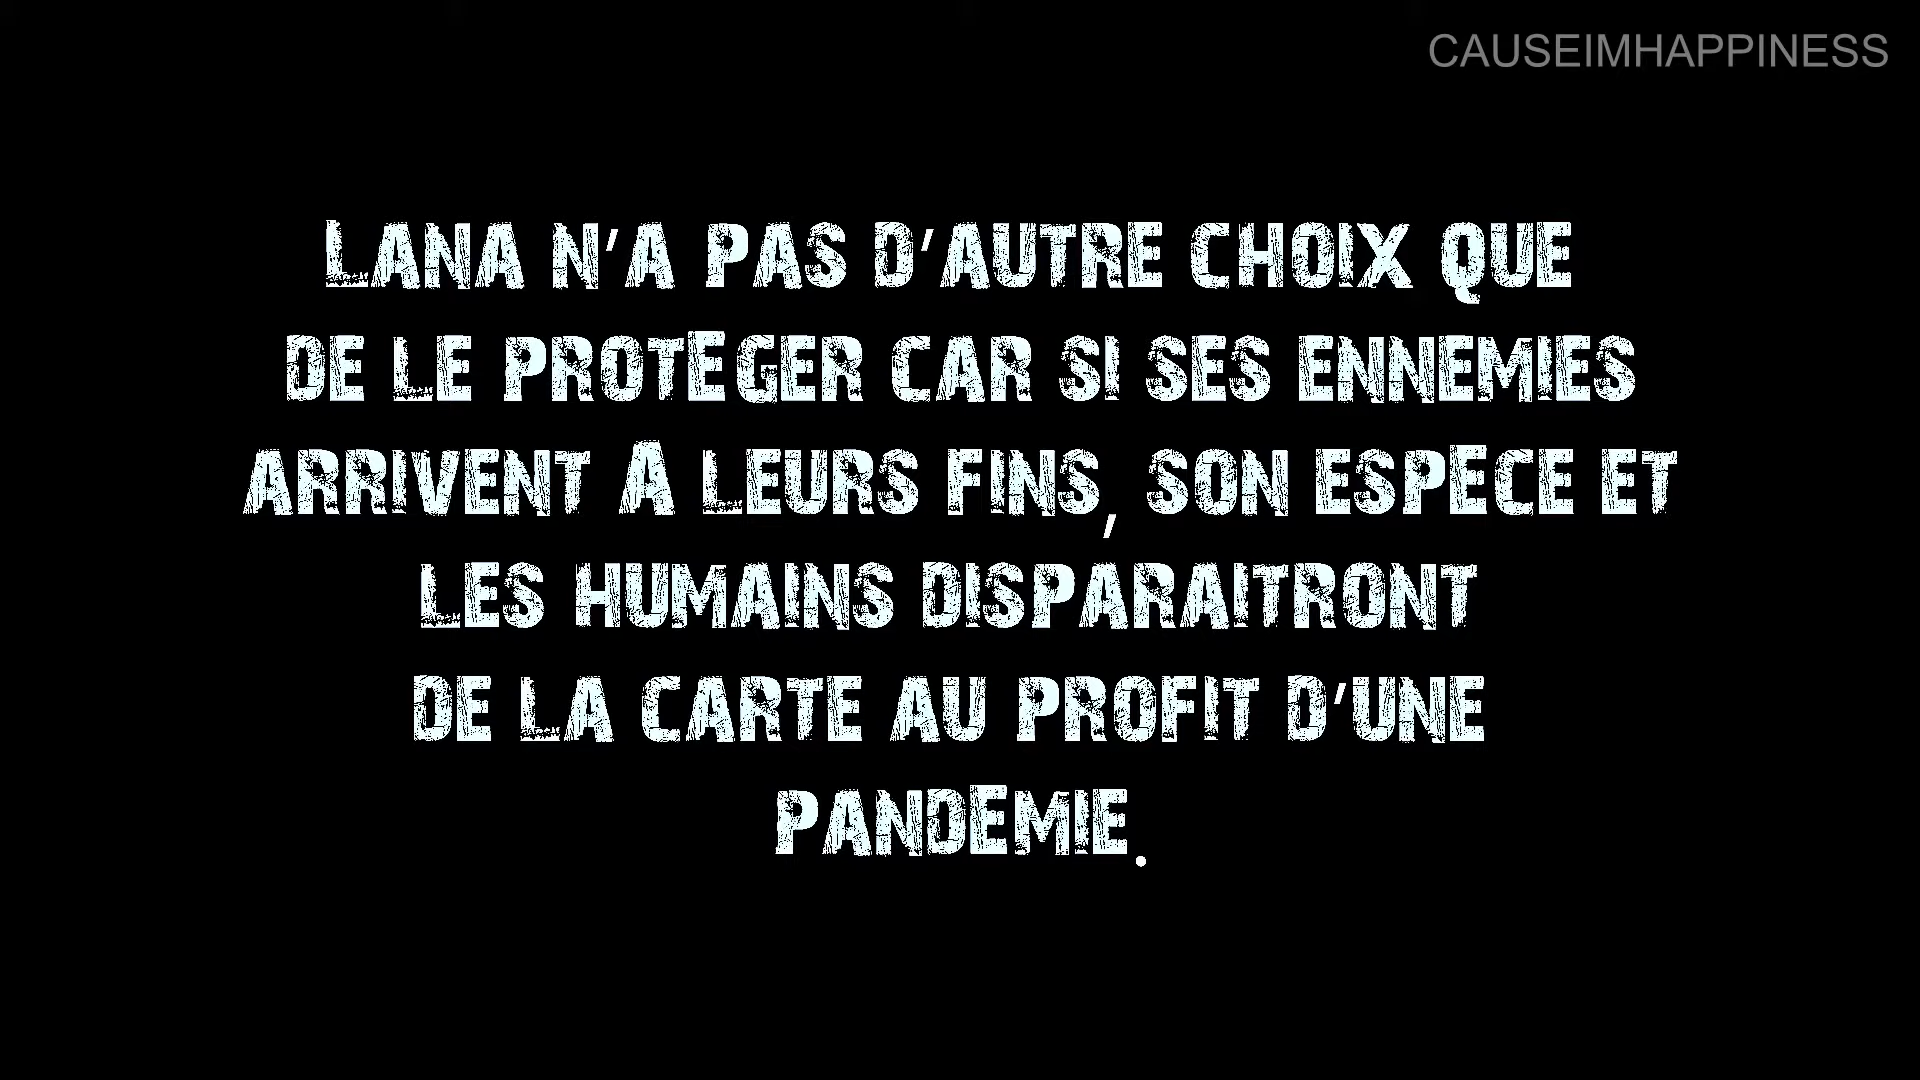 CAUSEIMHAPPINESS
LANA N'A PAS D'AUTRE CHOIX QUE
DE LE PROTEGER CAR SI SES ENNEMIES
ARRIVENT A LEURS FINS, SON ESPECE ET
LES HUMAINS DISPARAITRONT
DE LA CARTE AU PROFIT D'UNE
PANDEMIE.